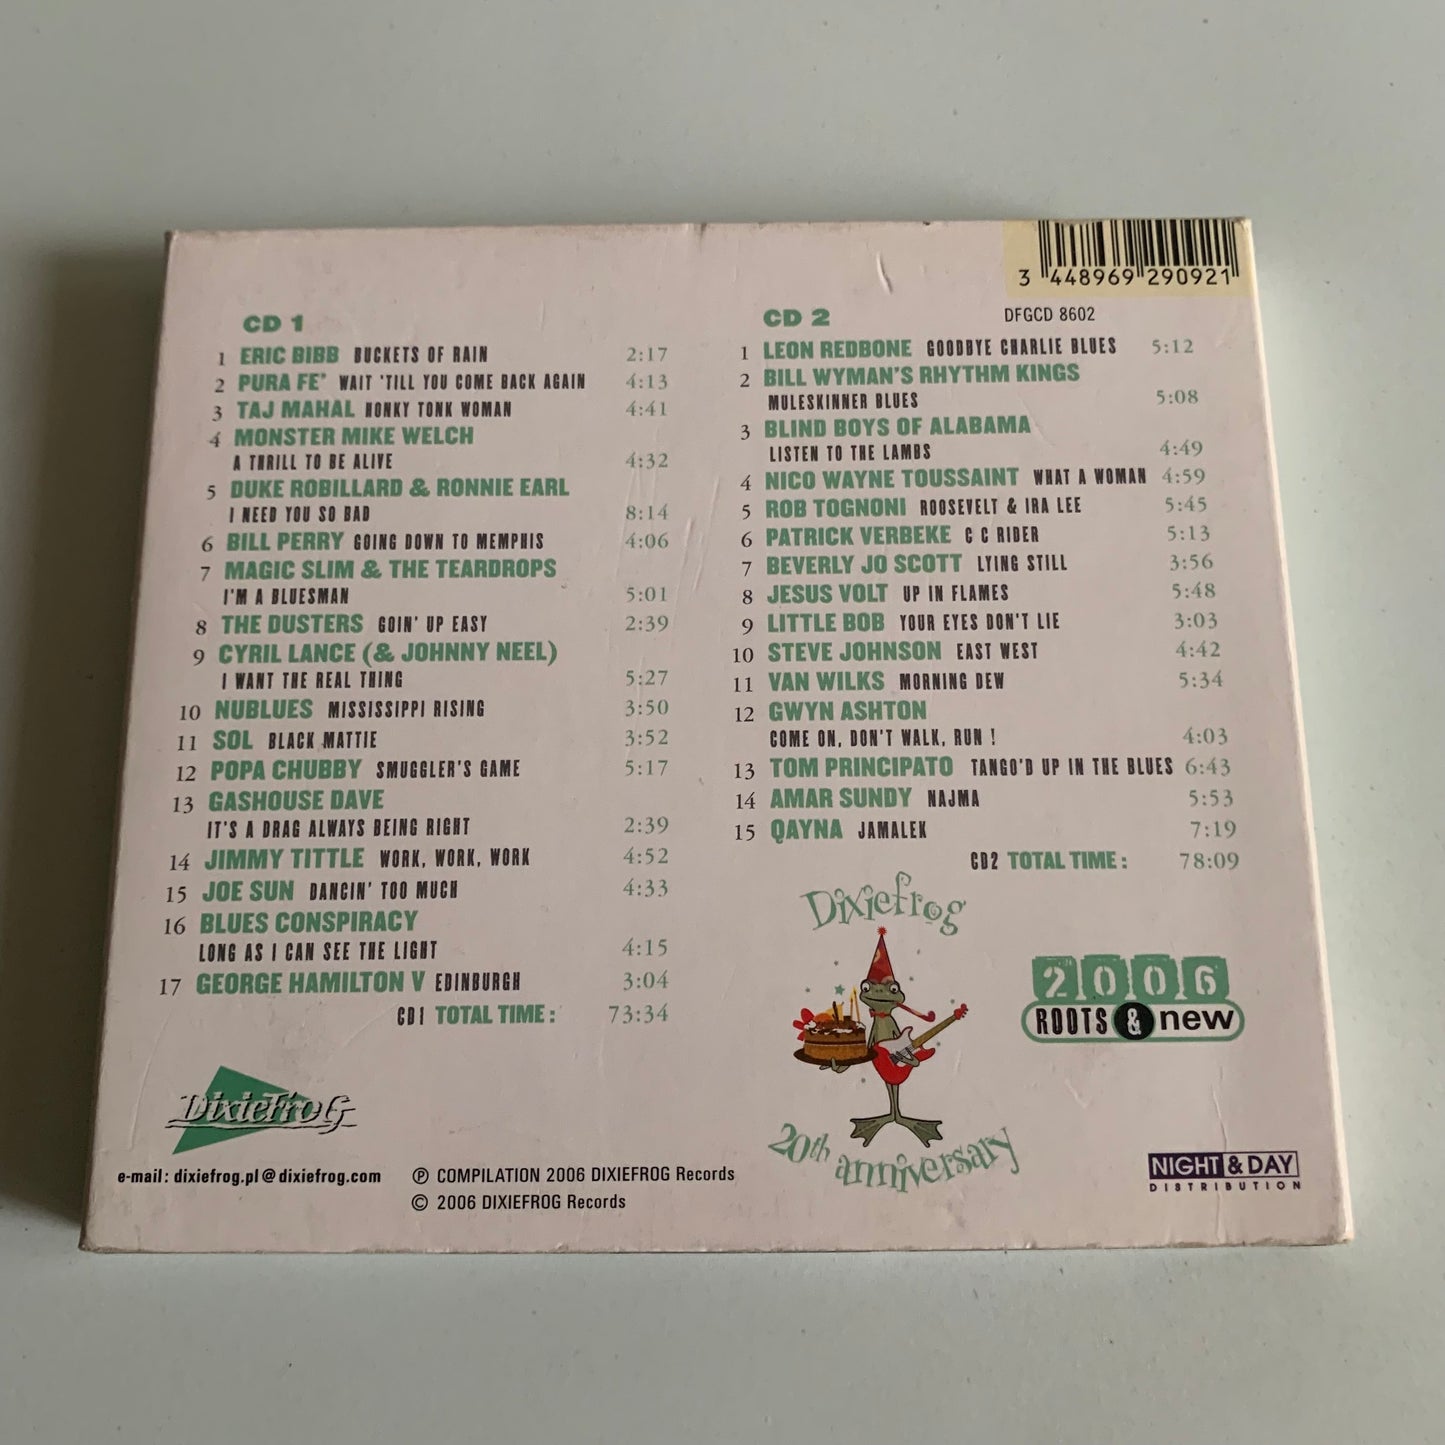 3 448969 290921
DFGCD 8602
CD 1
1 ERIC BIBB BUCKETS OF RAIN 2:17
2 PURA FE' WAIT 'TILL YOU COME BACK AGAIN 4:13
3 TAJ MAHAL HONKY TONK WOMAN 4:41
4 MONSTER MIKE WELCH
A THRILL TO BE ALIVE 4:32
5 DUKE ROBILLARD & RONNIE EARL
I NEED YOU SO BAD 8:14
6 BILL PERRY GOING DOWN TO MEMPHIS 4:06
7 MAGIC SLIM & THE TEARDROPS
I'M A BLUESMAN 5:01
8 THE DUSTERS GOIN' UP EASY 2:39
9 CYRIL LANCE (& JOHNNY NEEL)
I WANT THE REAL THING 5:27
10 NUBLUES MISSISSIPPI RISING 3:50
11 SOL BLACK MATTIE 3:52
12 POPA CHUBBY SMUGGLER'S GAME 5:17
13 GASHOUSE DAVE
IT'S A DRAG ALWAYS BEING RIGHT 2:39
14 JIMMY TITTLE WORK, WORK, WORK 4:52
15 JOE SUN DANCIN' TOO MUCH 4:33
16 BLUES CONSPIRACY
LONG AS I CAN SEE THE LIGHT 4:15
17 GEORGE HAMILTON V EDINBURGH 3:04
CD1 TOTAL TIME : 73:34
CD 2
1 LEON REDBONE GOODBYE CHARLIE BLUES 5:12
2 BILL WYMAN'S RHYTHM KINGS
MULESKINNER BLUES 5:08
3 BLIND BOYS OF ALABAMA
LISTEN TO THE LAMBS 4:49
4 NICO WAYNE TOUSSAINT WHAT A WOMAN 4:59
5 ROB TOGNONI ROOSEVELT & IRA LEE 5:45
6 PATRICK VERBEKE C C RIDER 5:13
7 BEVERLY JO SCOTT LYING STILL 3:56
8 JESUS VOLT UP IN FLAMES 5:48
9 LITTLE BOB YOUR EYES DON'T LIE 3:03
10 STEVE JOHNSON EAST WEST 4:42
11 VAN WILKS MORNING DEW 5:34
12 GWYN ASHTON
COME ON, DON'T WALK, RUN ! 4:03
13 TOM PRINCIPATO TANGO'D UP IN THE BLUES 6:43
14 AMAR SUNDY NAJMA 5:53
15 QAYNA JAMALEK 7:19
CD2 TOTAL TIME : 78:09
Dixiefrog
20th anniversary
2006
ROOTS & new
DixieFroG
e-mail : dixiefrog.pl @ dixiefrog.com
℗ COMPILATION 2006 DIXIEFROG Records
© 2006 DIXIEFROG Records
NIGHT & DAY
DISTRIBUTION